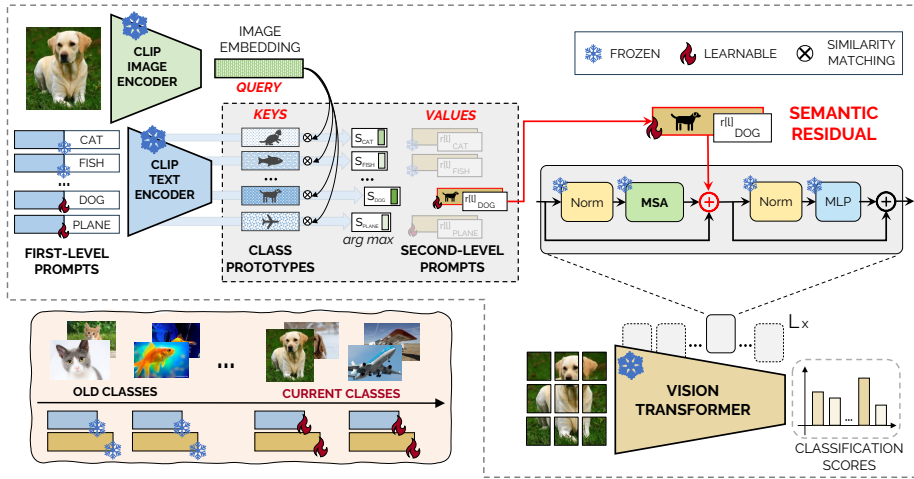 CLIP
IMAGE
ENCODER
IMAGE
EMBEDDING
QUERY
FROZEN
LEARNABLE
SIMILARITY
MATCHING
KEYS
VALUES
CAT
FISH
...
DOG
PLANE
FIRST-LEVEL
PROMPTS
CLIP
TEXT
ENCODER
...
CLASS
PROTOTYPES
S_CAT
S_FISH
...
S_DOG
S_PLANE
arg max
r[l]_CAT
r[l]_FISH
r[l]_DOG
r[l]_PLANE
SECOND-LEVEL
PROMPTS
r[l]_DOG
SEMANTIC
RESIDUAL
Norm
MSA
Norm
MLP
...
OLD CLASSES
CURRENT CLASSES
... ...
L x
VISION
TRANSFORMER
...
CLASSIFICATION
SCORES